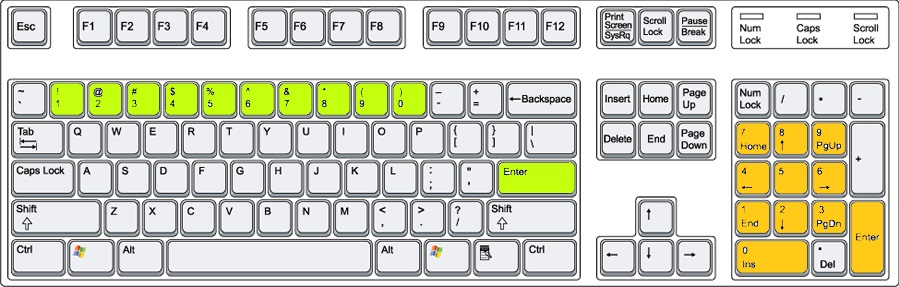 Esc F1 F2 F3 F4 F5 F6 F7 F8 F9 F10 F11 F12 Print Screen SysRq Scroll Lock Pause Break Num Lock Caps Lock Scroll Lock
~ ! @ # $ % ^ & * ( ) – +
` 1 2 3 4 5 6 7 8 9 0 - = ←Backspace Insert Home Page Up Num Lock / * -
Tab Q W E R T Y U I O P { [ } ] | \ Delete End Page Down 7 Home 8 ↑ 9 PgUp +
Caps Lock A S D F G H J K L : ; " ' Enter 4 ← 5 6 →
Shift ⇧ Z X C V B N M < , > . ? / Shift ⇧ ↑ 1 End 2 ↓ 3 PgDn Enter
Ctrl Alt Alt Ctrl ← ↓ → 0 Ins . Del